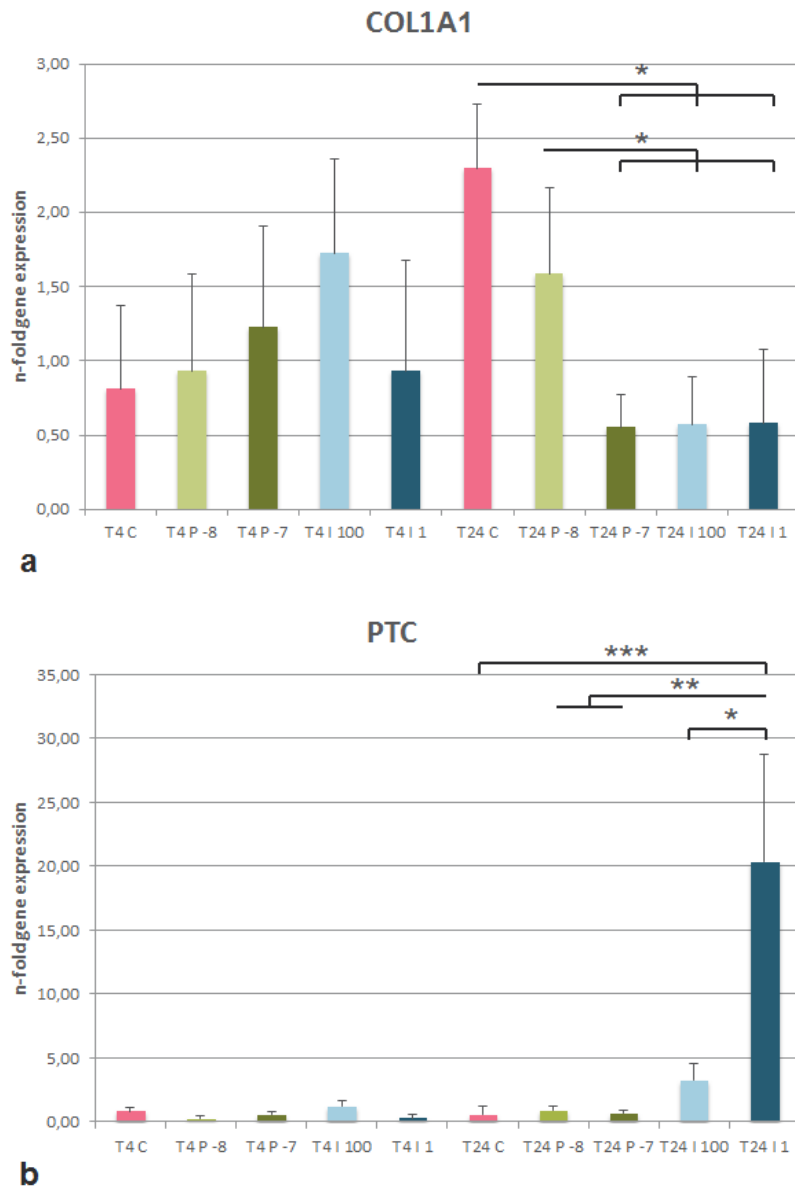 COL1A1
n-foldgene expression
3,00
2,50
2,00
1,50
1,00
0,50
0,00
*
*
T4 C T4 P -8 T4 P -7 T4 I 100 T4 I 1 T24 C T24 P -8 T24 P -7 T24 I 100 T24 I 1
a
PTC
n-foldgene expression
35,00
30,00
25,00
20,00
15,00
10,00
5,00
0,00
***
**
*
T4 C T4 P -8 T4 P -7 T4 I 100 T4 I 1 T24 C T24 P -8 T24 P -7 T24 I 100 T24 I 1
b